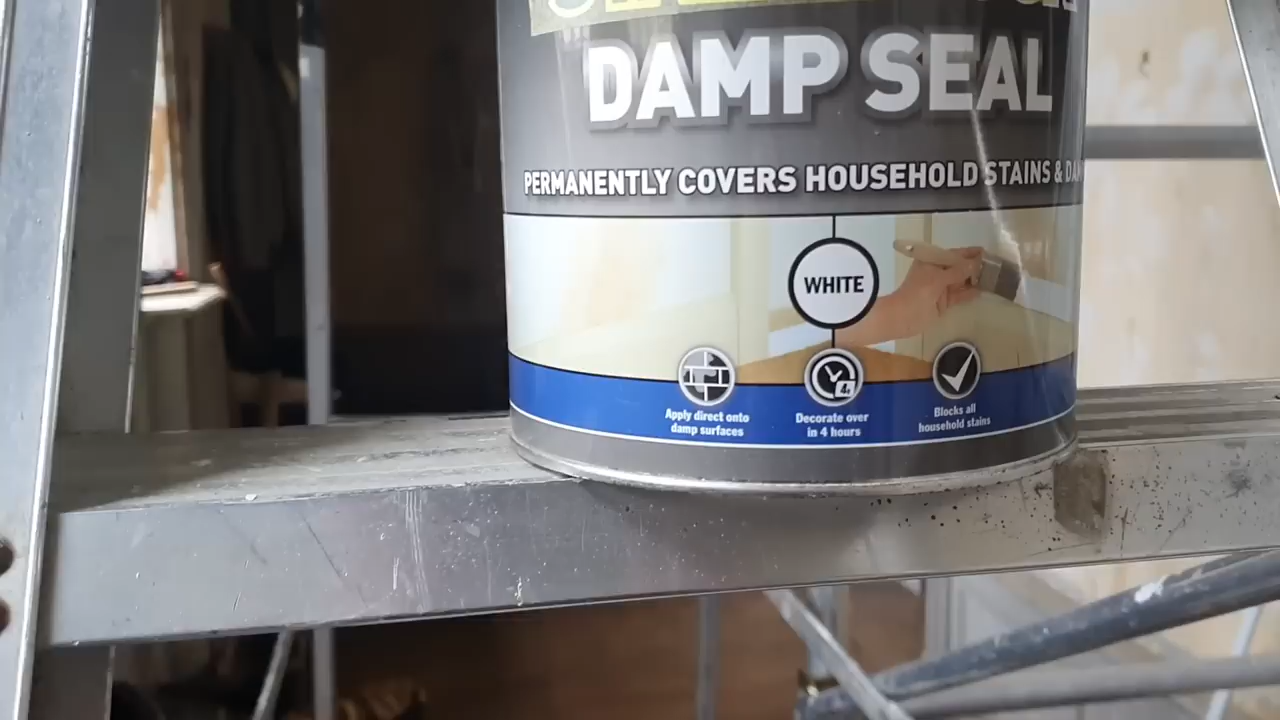 DAMP SEAL
PERMANENTLY COVERS HOUSEHOLD STAINS &
WHITE
4
Apply direct onto
damp surfaces
Decorate over
in 4 hours
Blocks all
household stains